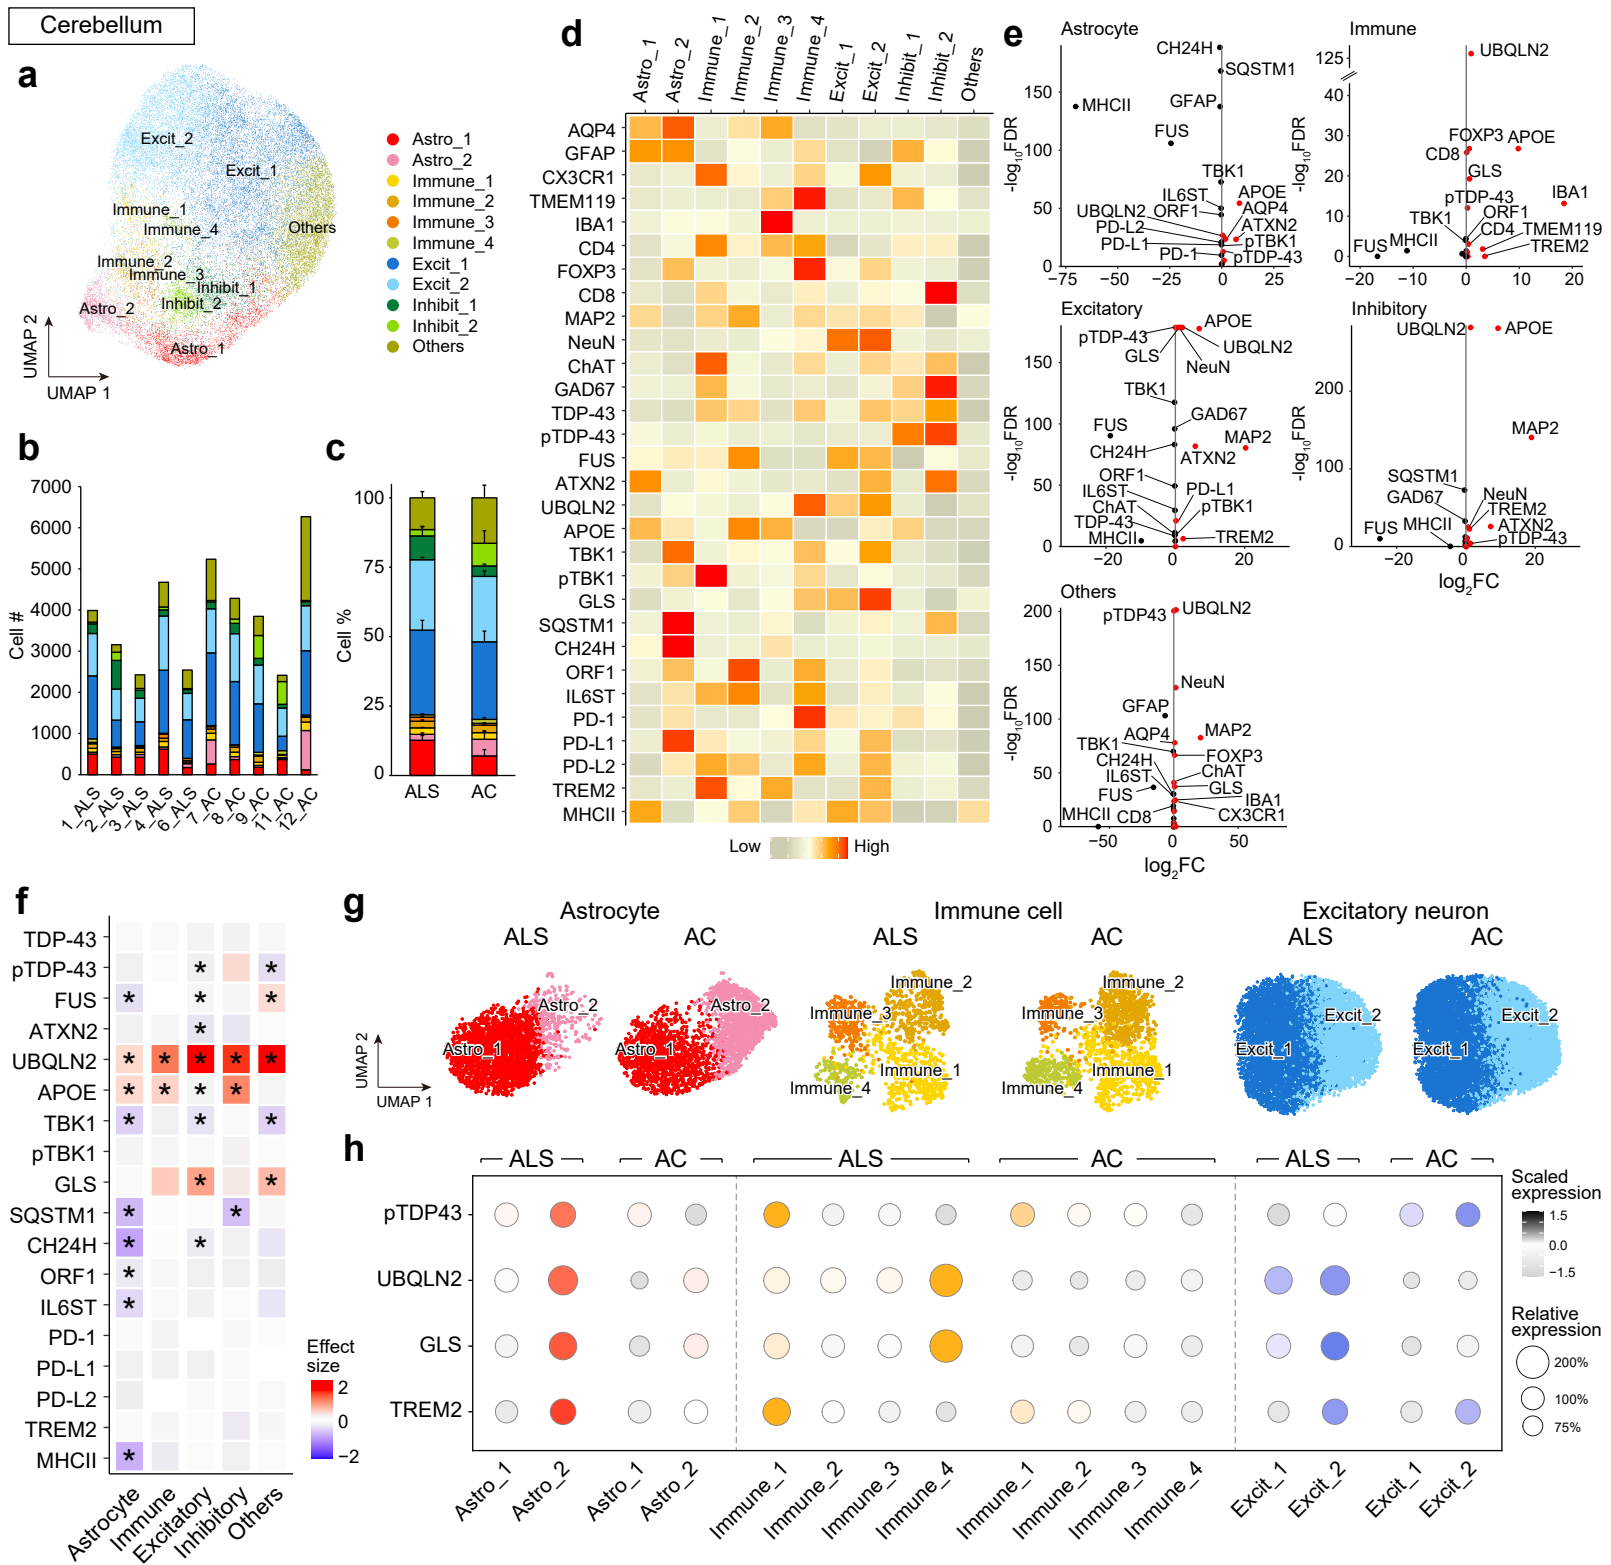 Cerebellum
a
Excit_2
Excit_1
Immune_1
Immune_4
Others
Immune_2
Immune_3
Inhibit_1
Inhibit_2
Astro_2
Astro_1
UMAP 2
UMAP 1
Astro_1
Astro_2
Immune_1
Immune_2
Immune_3
Immune_4
Excit_1
Excit_2
Inhibit_1
Inhibit_2
Others
b
Cell #
7000
6000
5000
4000
3000
2000
1000
0
1_ALS
2_ALS
3_ALS
4_ALS
6_ALS
7_AC
8_AC
9_AC
11_AC
12_AC
c
Cell %
100
75
50
25
0
ALS
AC
d
Astro_1
Astro_2
Immune_1
Immune_2
Immune_3
Immune_4
Excit_1
Excit_2
Inhibit_1
Inhibit_2
Others
AQP4
GFAP
CX3CR1
TMEM119
IBA1
CD4
FOXP3
CD8
MAP2
NeuN
ChAT
GAD67
TDP-43
pTDP-43
FUS
ATXN2
UBQLN2
APOE
TBK1
pTBK1
GLS
SQSTM1
CH24H
ORF1
IL6ST
PD-1
PD-L1
PD-L2
TREM2
MHCII
Low
High
e
Astrocyte
-log10FDR
150
100
50
0
−75
−50
−25
0
25
CH24H
SQSTM1
MHCII
GFAP
FUS
TBK1
IL6ST
APOE
UBQLN2
ORF1
AQP4
PD-L2
ATXN2
PD-L1
pTBK1
PD-1
pTDP-43
Immune
-log10FDR
125
40
30
20
10
0
−20
−10
0
10
20
UBQLN2
FOXP3
APOE
CD8
GLS
pTDP-43
IBA1
TBK1
ORF1
CD4
TMEM119
FUS
MHCII
TREM2
Excitatory
-log10FDR
150
100
50
0
−20
0
20
APOE
pTDP-43
UBQLN2
GLS
NeuN
TBK1
GAD67
FUS
MAP2
CH24H
ATXN2
ORF1
IL6ST
PD-L1
ChAT
pTBK1
TDP-43
MHCII
TREM2
Inhibitory
-log10FDR
200
100
0
−20
0
20
log2FC
UBQLN2
APOE
MAP2
SQSTM1
GAD67
NeuN
TREM2
FUS
MHCII
ATXN2
pTDP-43
Others
-log10FDR
200
150
100
50
0
−50
0
50
log2FC
pTDP43
UBQLN2
NeuN
GFAP
AQP4
MAP2
TBK1
FOXP3
CH24H
ChAT
IL6ST
GLS
FUS
IBA1
MHCII
CD8
CX3CR1
f
TDP-43
pTDP-43
* *
FUS
* * *
ATXN2
*
UBQLN2
* * * * *
APOE
* * * *
TBK1
* * *
pTBK1
GLS
* *
SQSTM1
* *
CH24H
* *
ORF1
*
IL6ST
*
PD-1
PD-L1
PD-L2
TREM2
MHCII
*
Astrocyte
Immune
Excitatory
Inhibitory
Others
Effect
size
2
0
−2
g
Astrocyte
Immune cell
Excitatory neuron
ALS
AC
ALS
AC
ALS
AC
UMAP 2
UMAP 1
Astro_2
Astro_1
Astro_2
Astro_1
Immune_2
Immune_3
Immune_1
Immune_4
Immune_2
Immune_3
Immune_1
Immune_4
Excit_2
Excit_1
Excit_2
Excit_1
h
ALS
AC
ALS
AC
ALS
AC
pTDP43
UBQLN2
GLS
TREM2
Astro_1
Astro_2
Astro_1
Astro_2
Immune_1
Immune_2
Immune_3
Immune_4
Immune_1
Immune_2
Immune_3
Immune_4
Excit_1
Excit_2
Excit_1
Excit_2
Scaled
expression
1.5
0.0
−1.5
Relative
expression
200%
100%
75%